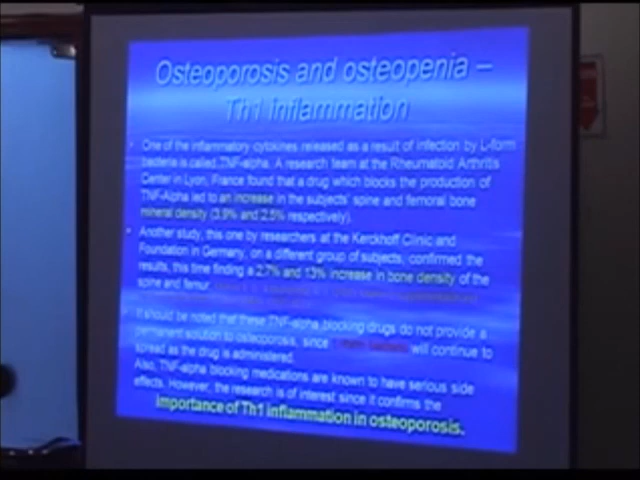 Osteoporosis and osteopenia –
Th1 inflammation
One of the inflammatory cytokines released as a result of infection by L-form
bacteria is called TNF-alpha. A research team at the Rheumatoid Arthritis
Center in Lyon, France found that a drug which blocks the production of
TNF-Alpha led to an increase in the subjects' spine and femoral bone
mineral density (3.9% and 2.5% respectively).
Another study, this one by researchers at the Kerckhoff Clinic and
Foundation in Germany, on a different group of subjects, confirmed the
results, this time finding a 2.7% and 13% increase in bone density of the
spine and femur.
It should be noted that these TNF-alpha blocking drugs do not provide a
permanent solution to osteoporosis, since will continue to
spread as the drug is administered.
Also, TNF-alpha blocking medications are known to have serious side
effects. However, the research is of interest since it confirms the
importance of Th1 inflammation in osteoporosis.